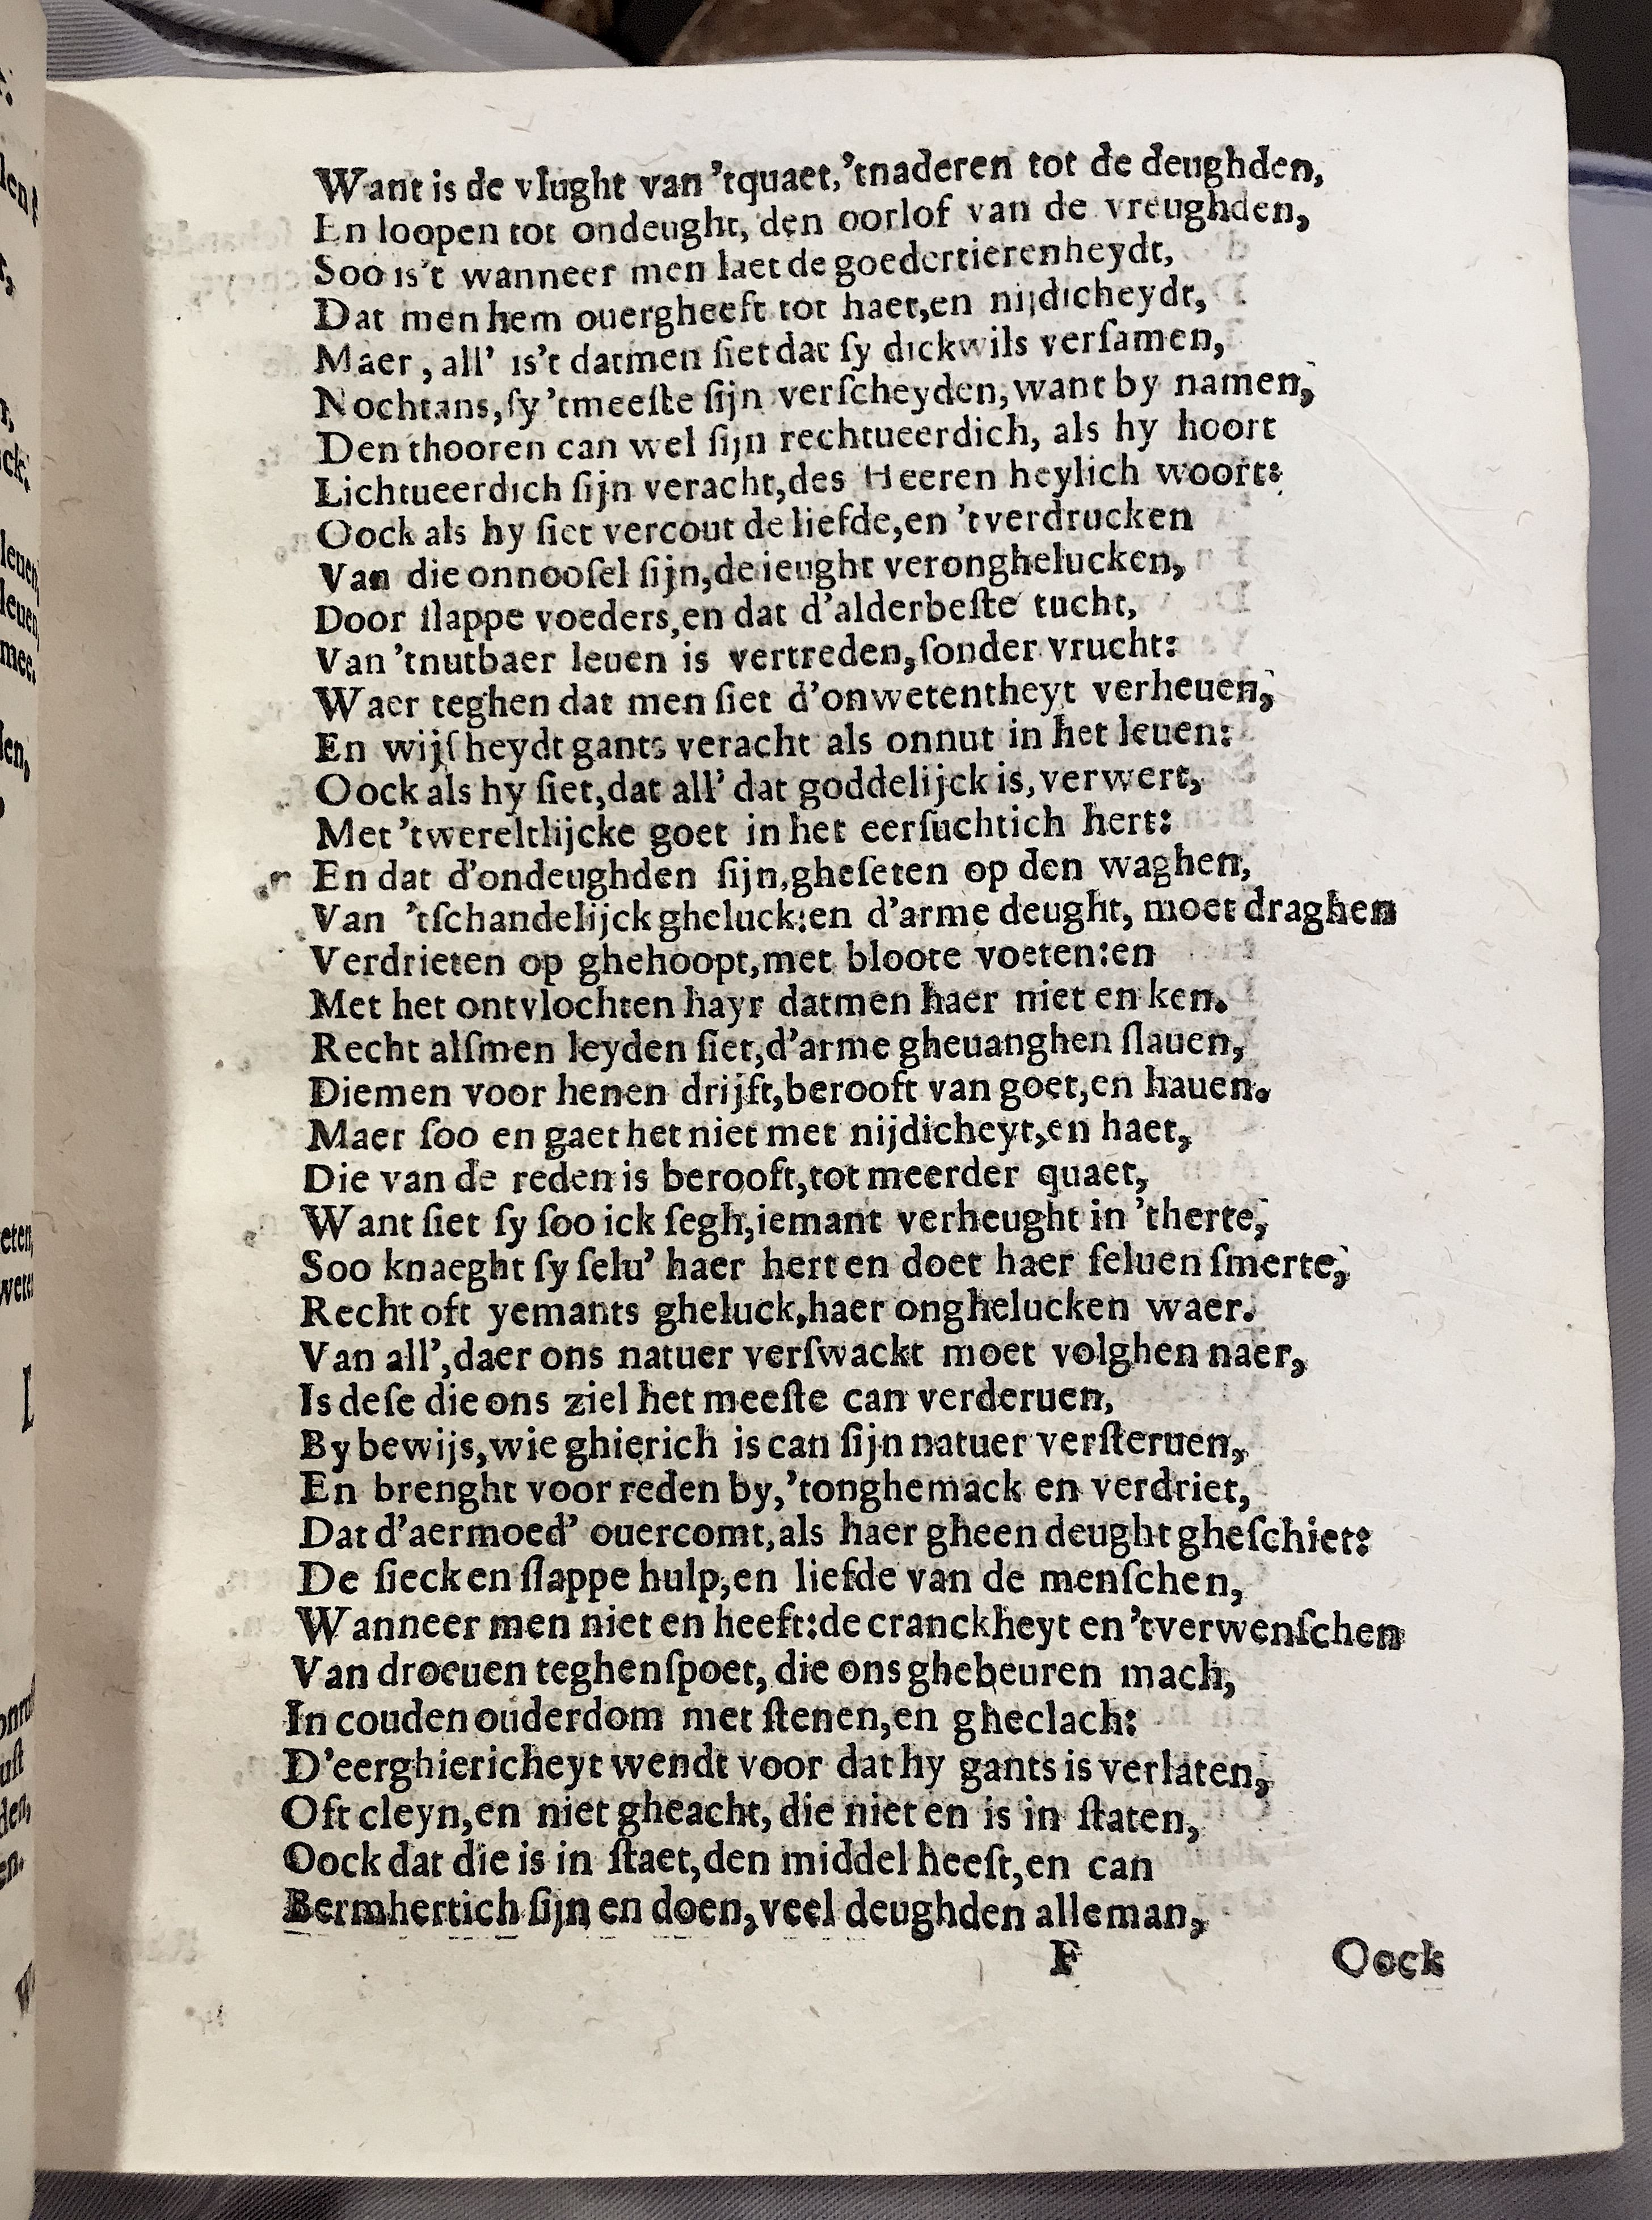 Want is de vlught van 'tquaet, 'tnaderen tot de deughden,
En loopen tot ondeught, den oorlof van de vreughden,
Soo is't wanneer men laet de goedertierenheydt,
Dat men hem ouergheeft tot haet, en nijdicheydt,
Maer, all' is't datmen ſiet dat ſy dickwils verſamen,
Nochtans, ſy 'tmeeſte ſijn verſcheyden, want by namen,
Den thooren can wel ſijn rechtueerdich, als hy hoort
Lichtueerdich ſijn veracht, des Heeren heylich woort:
Oock als hy ſiet vercout de liefde, en 'tverdrucken
Van die onnooſel ſijn, de ieught veronghelucken,
Door ſlappe voeders, en dat d'alderbeſte tucht,
Van 'tnutbaer leuen is vertreden, ſonder vrucht:
Waer teghen dat men ſiet d'onwetentheyt verheuen,
En wijſheydt gants veracht als onnut in het leuen:
Oock als hy ſiet, dat all' dat goddelijck is, verwert,
Met 'twereltlijcke goet in het eerſuchtich hert:
En dat d'ondeughden ſijn, gheſeten op den waghen,
Van 'tſchandelijck gheluck: en d'arme deught, moet draghen
Verdrieten op ghehoopt, met bloote voeten: en
Met het ontvlochten hayr datmen haer niet en ken.
Recht alſmen leyden ſiet, d'arme gheuanghen ſlauen,
Diemen voor henen drijft, berooft van goet, en hauen.
Maer ſoo en gaet het niet met nijdicheyt, en haet,
Die van de reden is berooft, tot meerder quaet,
Want ſiet ſy ſoo ick ſegh, iemant verheught in 'therte,
Soo knaeght ſy ſelu' haer hert en doet haer ſeluen ſmerte,
Recht oft yemants gheluck, haer onghelucken waer.
Van all', daer ons natuer verſwackt moet volghen naer,
Is deſe die ons ziel het meeſte can verderuen,
By bewijs, wie ghierich is can ſijn natuer verſteruen,
En brenght voor reden by, 'tonghemack en verdriet,
Dat d'aermoed' ouercomt, als haer gheen deught gheſchiet:
De ſieck en ſlappe hulp, en liefde van de menſchen,
Wanneer men niet en heeft: de cranckheyt en 'tverwenſchen
Van droeuen teghenſpoet, die ons ghebeuren mach,
In couden ouderdom met ſtenen, en gheclach:
D'eerghiericheyt wendt voor dat hy gants is verlaten,
Oft cleyn, en niet gheacht, die niet en is in ſtaten,
Oock dat die is in ſtaet, den middel heeft, en can
Bermhertich ſijn en doen, veel deughden alleman,
F Oock